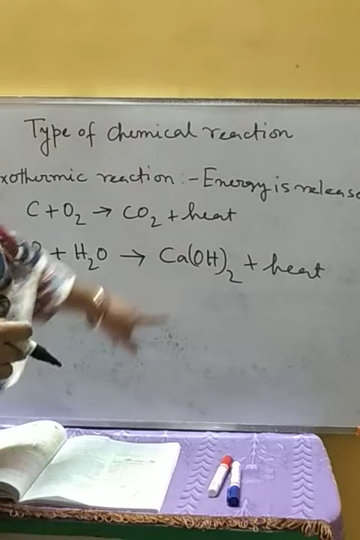 Type of chemical reaction
xothermic reaction :- Energy is release
C + O₂ → CO₂ + heat
+ H₂O → Ca(OH)₂ + heat